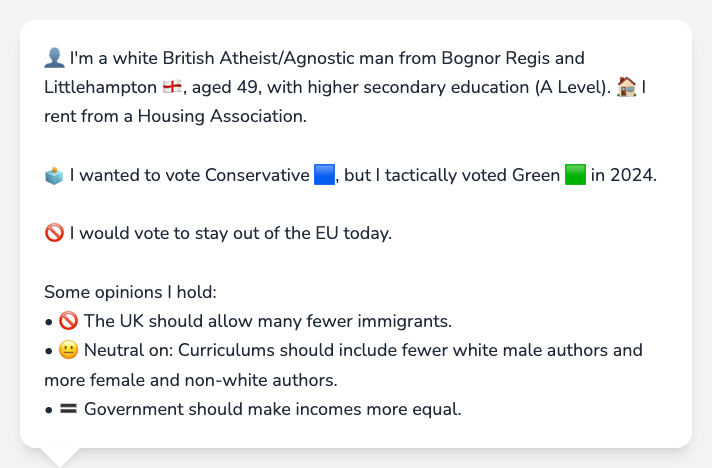 👤 I'm a white British Atheist/Agnostic man from Bognor Regis and
Littlehampton 🏴󠁧󠁢󠁥󠁮󠁧󠁿, aged 49, with higher secondary education (A Level). 🏠 I
rent from a Housing Association.
🗳️ I wanted to vote Conservative 🟦, but I tactically voted Green 🟩 in 2024.
🚫 I would vote to stay out of the EU today.
Some opinions I hold:
• 🚫 The UK should allow many fewer immigrants.
• 😐 Neutral on: Curriculums should include fewer white male authors and
more female and non-white authors.
• 🟰 Government should make incomes more equal.